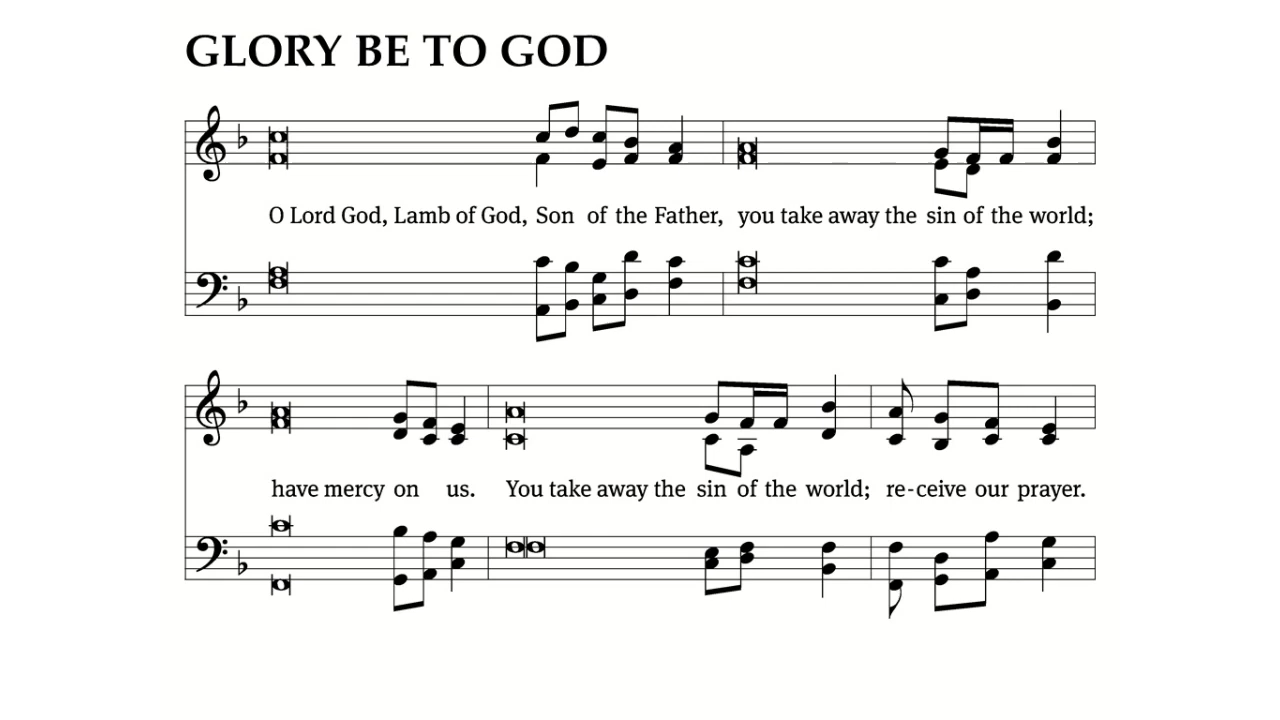 GLORY BE TO GOD
O Lord God, Lamb of God, Son of the Father, you take away the sin of the world;
have mercy on us. You take away the sin of the world; re-ceive our prayer.